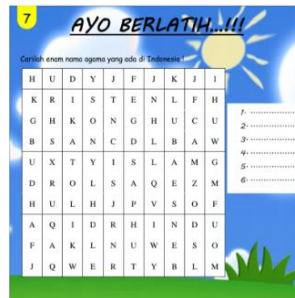 7
AYO BERLATIH...!!!
Carilah enam nama agama yang ada di Indonesia !
H U D Y J F I K J I
K R I S T E N L F H
G H K O N G H U C U
B S A N C D L B A W
U X T Y I S L A M G
D R O L S A Q E Z M
H U L H J P V S O F
A Q I D R H I N D U
F A K L N U W E S O
J Q W E R T Y B L M
1. ....................
2. ....................
3. ....................
4. ....................
5. ....................
6. ....................